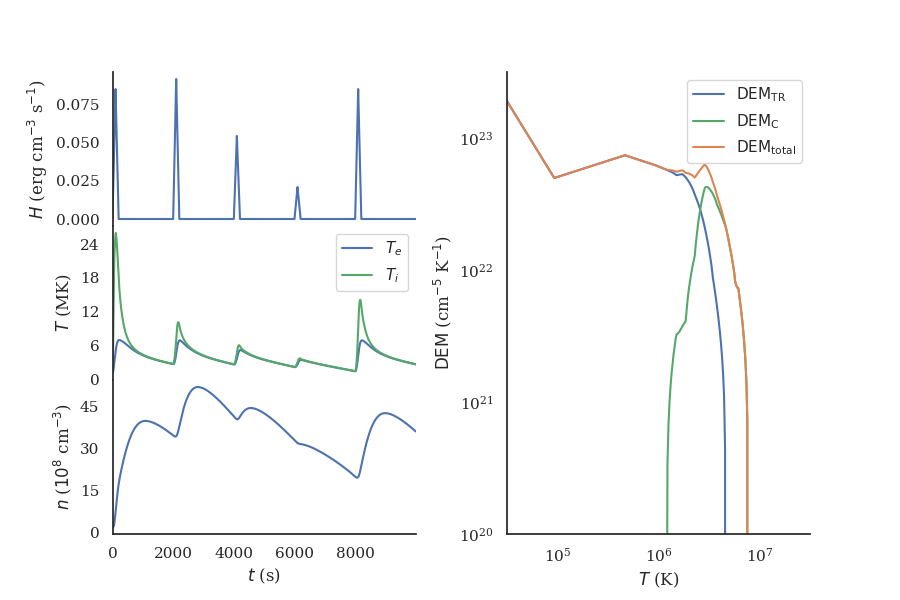 H (erg cm⁻³ s⁻¹)
0.075
0.050
0.025
0.000
T (MK)
24
18
12
6
0
Tₑ
Tᵢ
n (10⁸ cm⁻³)
45
30
15
0
0 2000 4000 6000 8000
t (s)
DEM (cm⁻⁵ K⁻¹)
10²³
10²²
10²¹
10²⁰
DEM_TR
DEM_C
DEM_total
10⁵ 10⁶ 10⁷
T (K)